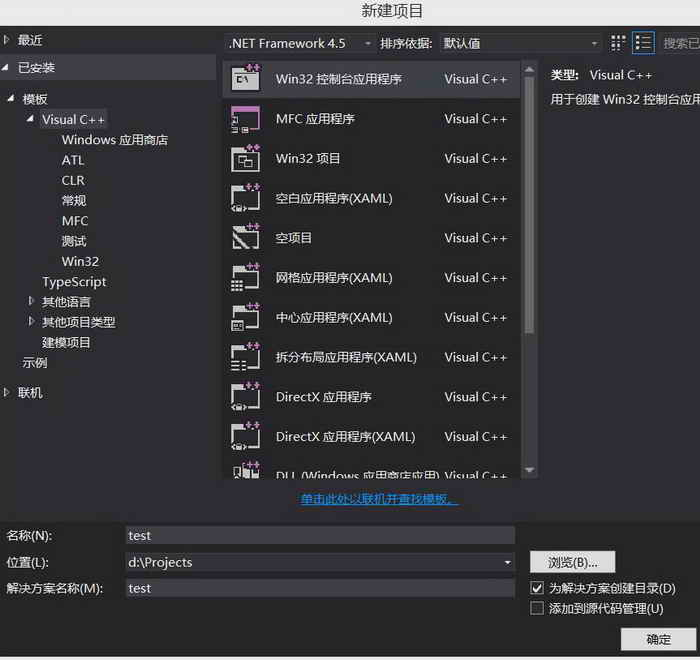 新建项目
最近
已安装
模板
Visual C++
Windows 应用商店
ATL
CLR
常规
MFC
测试
Win32
TypeScript
其他语言
其他项目类型
建模项目
示例
联机
.NET Framework 4.5 排序依据: 默认值 搜索已
Win32 控制台应用程序 Visual C++
MFC 应用程序 Visual C++
Win32 项目 Visual C++
空白应用程序(XAML) Visual C++
空项目 Visual C++
网格应用程序(XAML) Visual C++
中心应用程序(XAML) Visual C++
拆分布局应用程序(XAML) Visual C++
DirectX 应用程序 Visual C++
DirectX 应用程序(XAML) Visual C++
DLL (Windows 应用商店应用) Visual C++
单击此处以联机并查找模板。
类型: Visual C++
用于创建 Win32 控制台应用
名称(N): test
位置(L): d:\Projects 浏览(B)...
解决方案名称(M): test
为解决方案创建目录(D)
添加到源代码管理(U)
确定